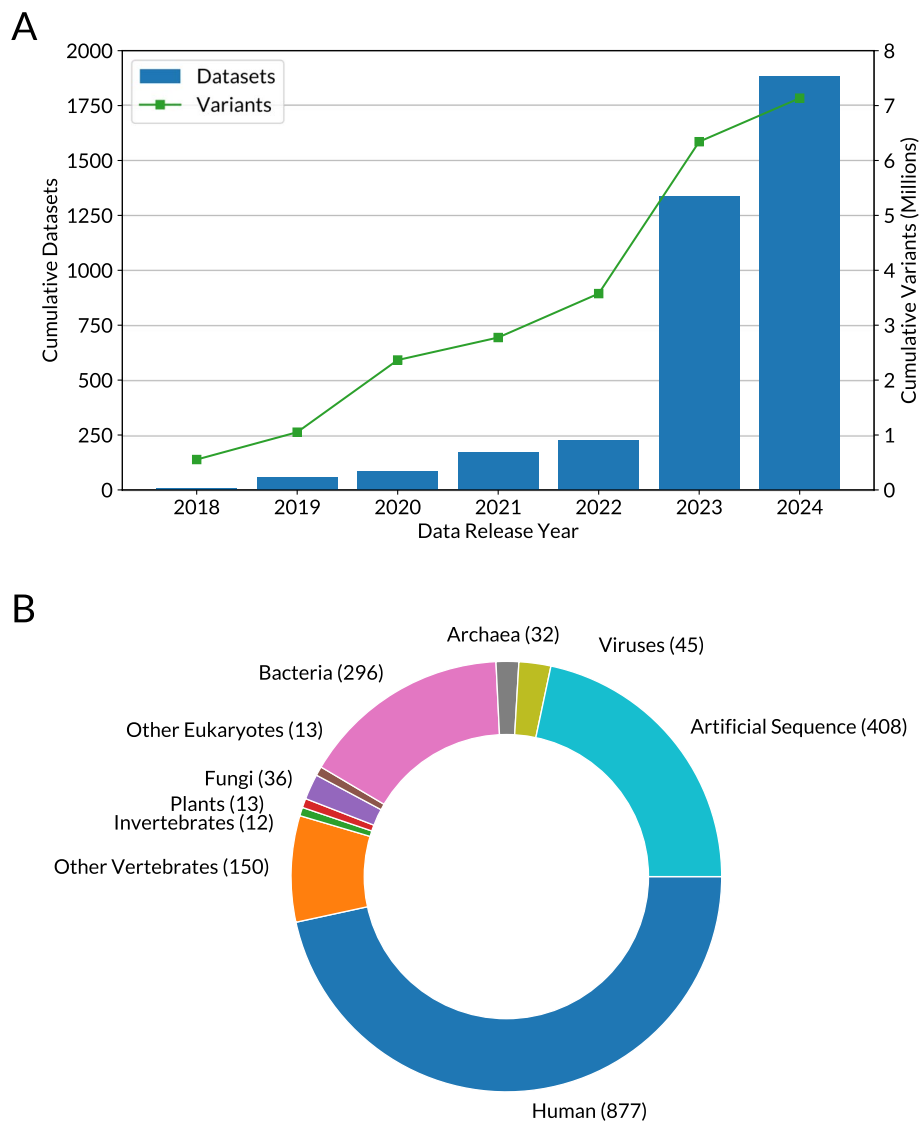 A
2000
1750
1500
1250
1000
750
500
250
0
Cumulative Datasets
Datasets
Variants
8
7
6
5
4
3
2
1
0
Cumulative Variants (Millions)
2018 2019 2020 2021 2022 2023 2024
Data Release Year
B
Archaea (32)
Viruses (45)
Bacteria (296)
Artificial Sequence (408)
Other Eukaryotes (13)
Fungi (36)
Plants (13)
Invertebrates (12)
Other Vertebrates (150)
Human (877)